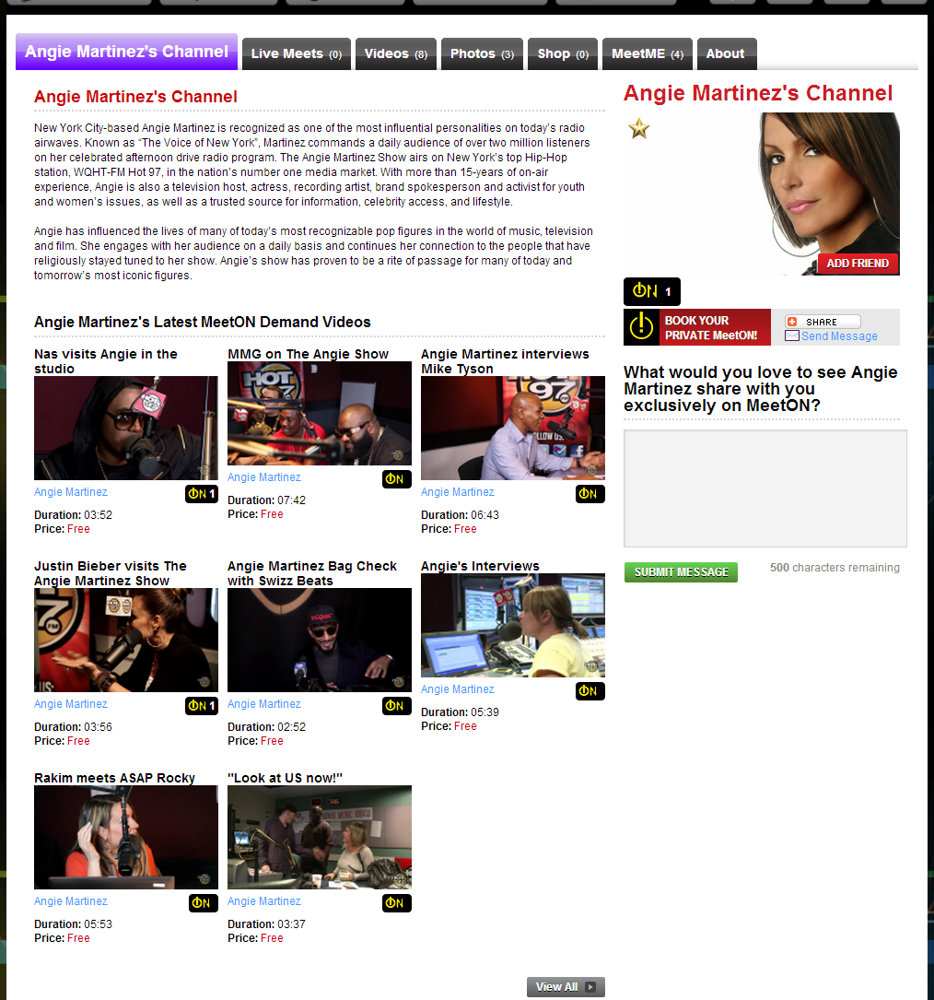 Angie Martinez's Channel
Live Meets (0)
Videos (8)
Photos (3)
Shop (0)
MeetME (4)
About
Angie Martinez's Channel
New York City-based Angie Martinez is recognized as one of the most influential personalities on today's radio
airwaves. Known as “The Voice of New York”, Martinez commands a daily audience of over two million listeners
on her celebrated afternoon drive radio program. The Angie Martinez Show airs on New York's top Hip-Hop
station, WQHT-FM Hot 97, in the nation's number one media market. With more than 15-years of on-air
experience, Angie is also a television host, actress, recording artist, brand spokesperson and activist for youth
and women's issues, as well as a trusted source for information, celebrity access, and lifestyle.
Angie has influenced the lives of many of today's most recognizable pop figures in the world of music, television
and film. She engages with her audience on a daily basis and continues her connection to the people that have
religiously stayed tuned to her show. Angie's show has proven to be a rite of passage for many of today and
tomorrow's most iconic figures.
Angie Martinez's Latest MeetON Demand Videos
Nas visits Angie in the
studio
Angie Martinez
ON 1
Duration: 03:52
Price: Free
MMG on The Angie Show
HOT
97
Angie Martinez
ON
Duration: 07:42
Price: Free
Angie Martinez interviews
Mike Tyson
HOT
97
FOLLOW US:
Angie Martinez
ON
Duration: 06:43
Price: Free
Justin Bieber visits The
Angie Martinez Show
Angie Martinez
ON 1
Duration: 03:56
Price: Free
Angie Martinez Bag Check
with Swizz Beats
Angie Martinez
ON
Duration: 02:52
Price: Free
Angie's Interviews
Angie Martinez
ON
Duration: 05:39
Price: Free
Rakim meets ASAP Rocky
Angie Martinez
ON
Duration: 05:53
Price: Free
"Look at US now!"
Angie Martinez
ON
Duration: 03:37
Price: Free
View All
Angie Martinez's Channel
ADD FRIEND
ON 1
BOOK YOUR
PRIVATE MeetON!
SHARE
Send Message
What would you love to see Angie
Martinez share with you
exclusively on MeetON?
SUBMIT MESSAGE
500 characters remaining